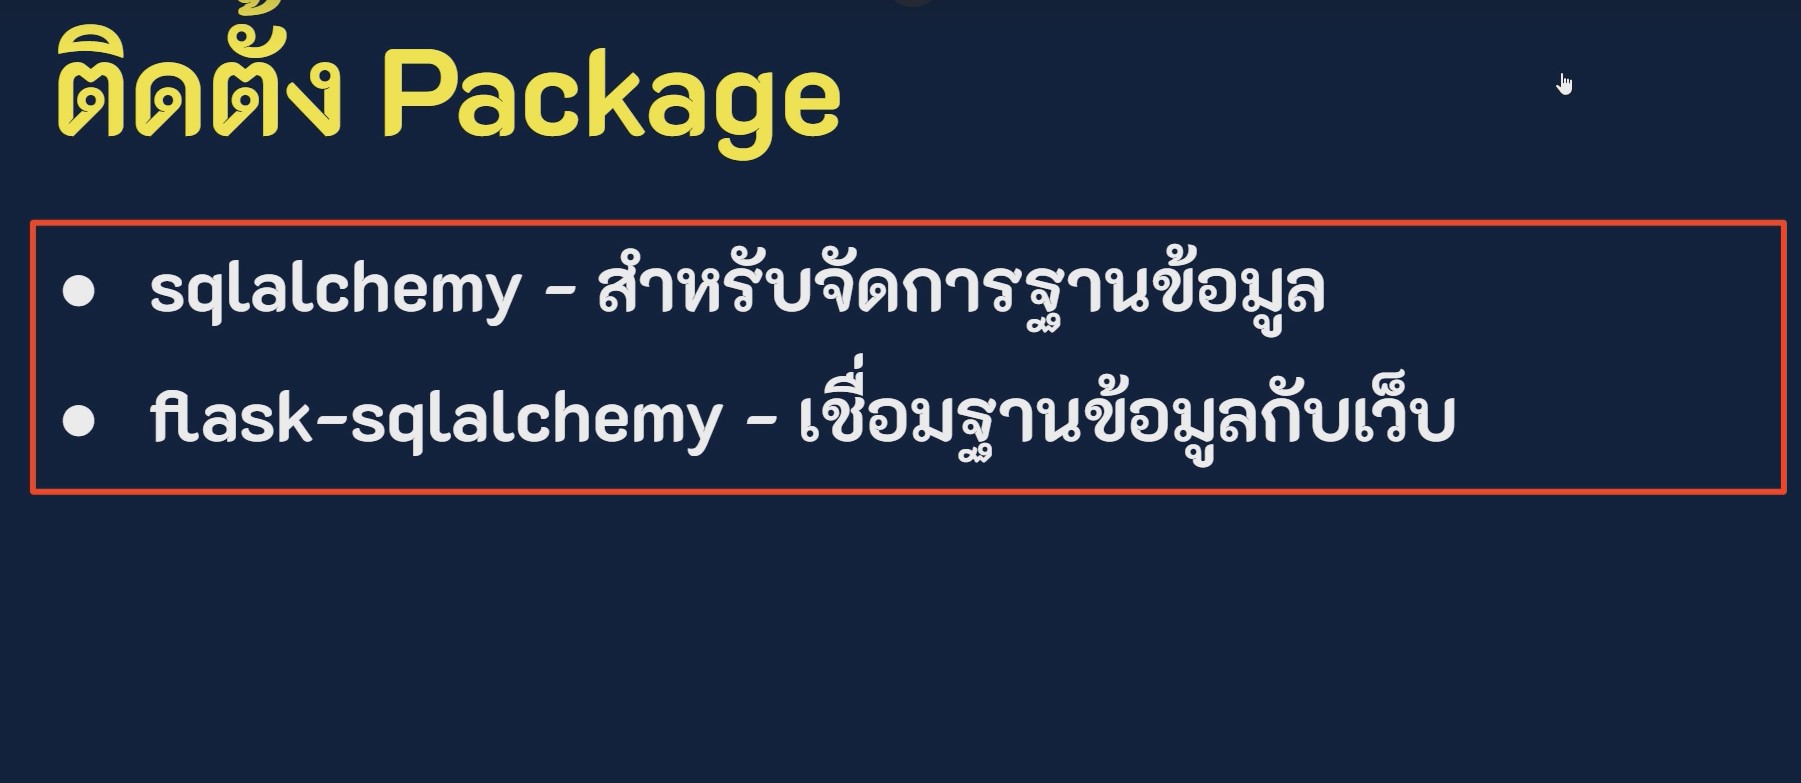 ติดตั้ง Package
● sqlalchemy - สำหรับจัดการฐานข้อมูล
● flask-sqlalchemy - เชื่อมฐานข้อมูลกับเว็บ